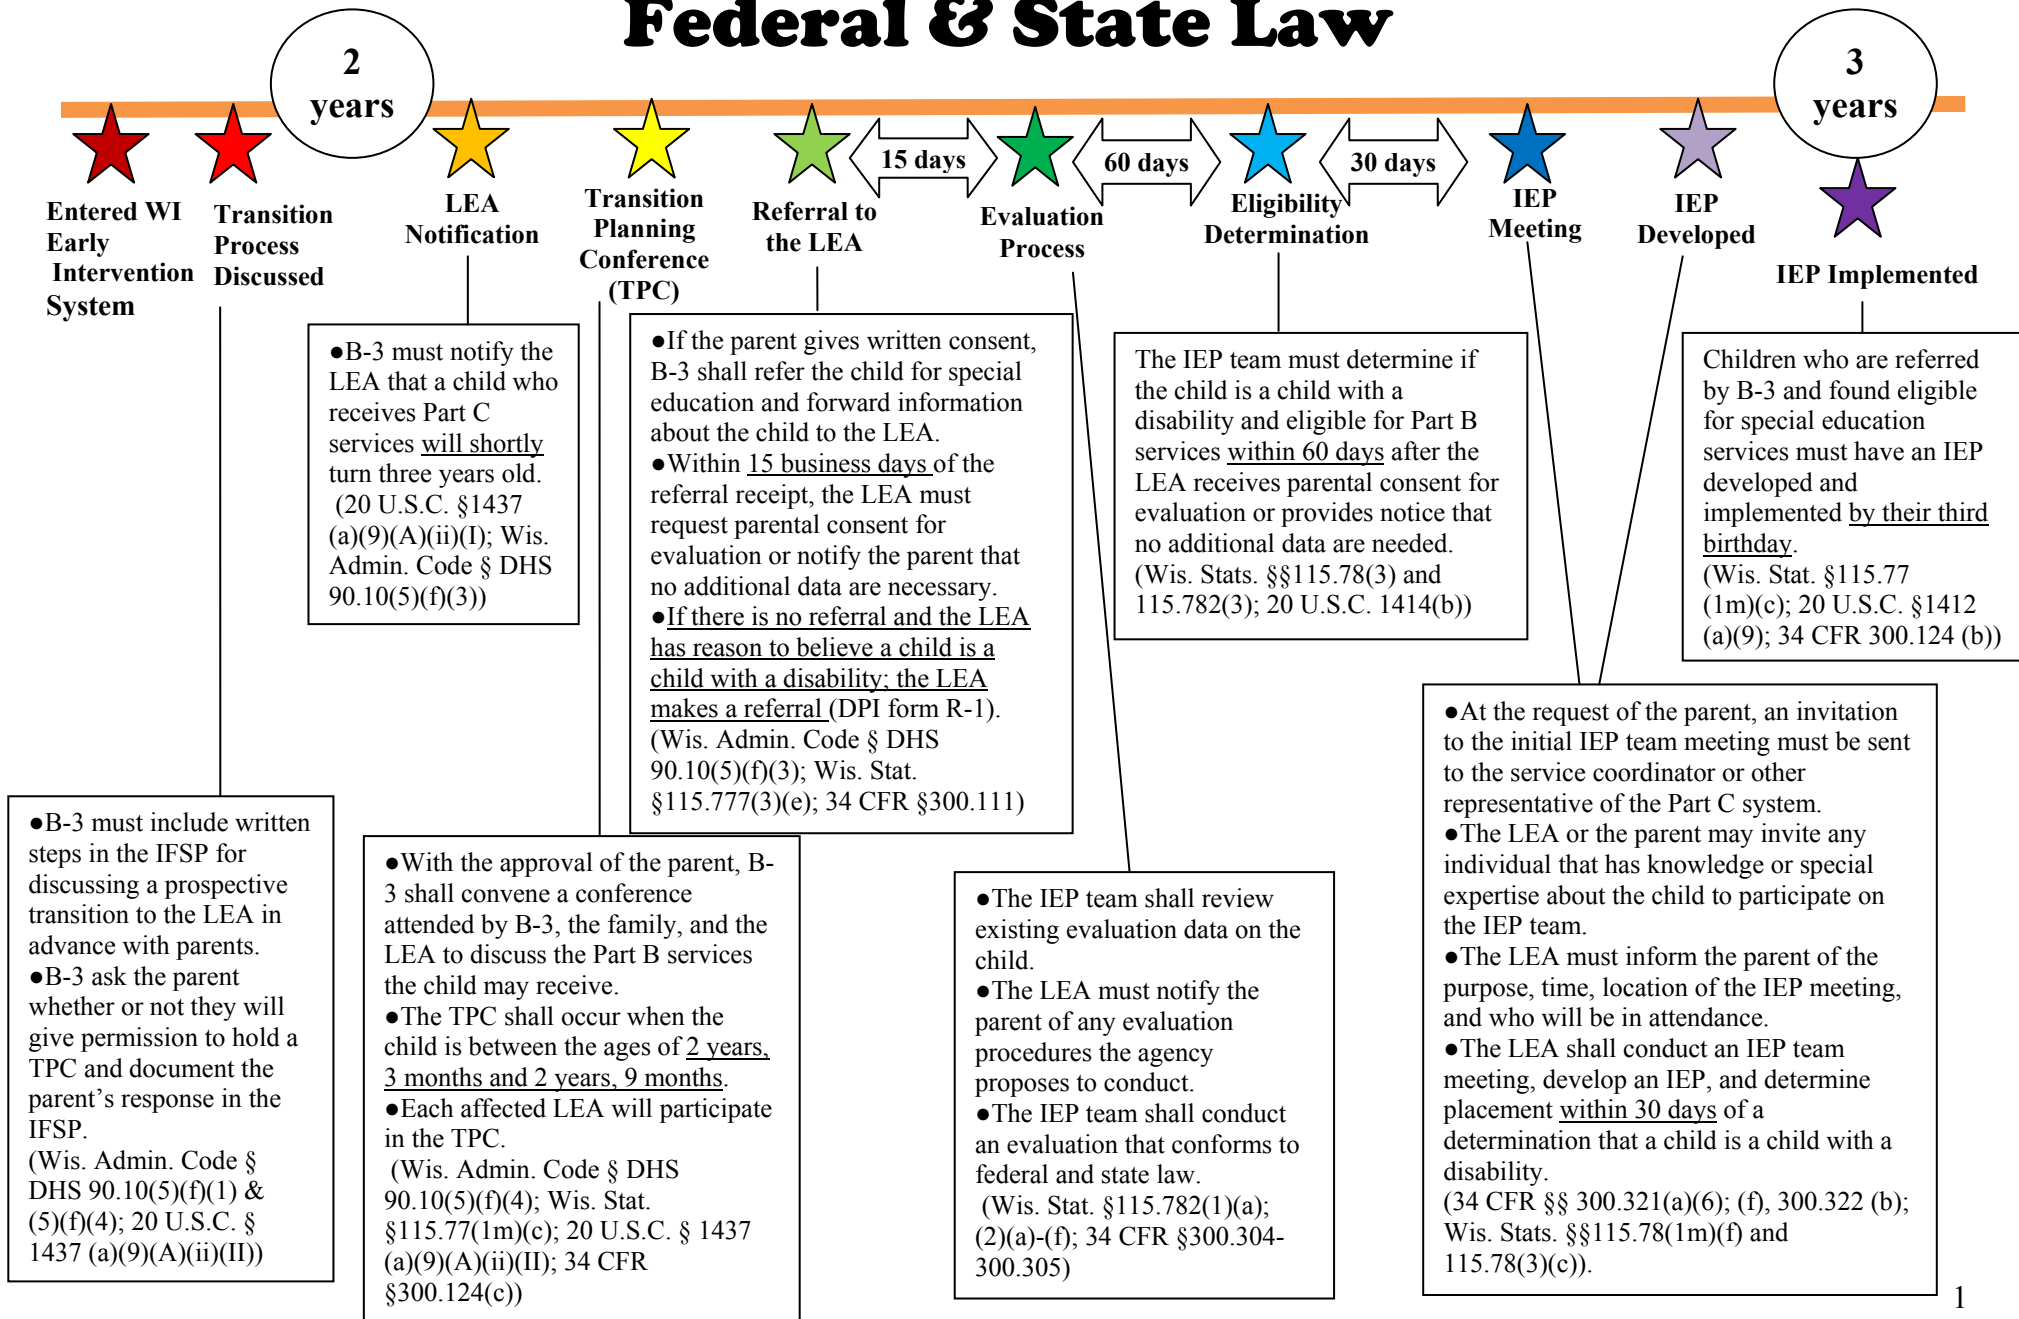 Federal & State Law
2
years
3
years
15 days
60 days
30 days
Entered WI
Early
Intervention
System
Transition
Process
Discussed
LEA
Notification
Transition
Planning
Conference
(TPC)
Referral to
the LEA
Evaluation
Process
Eligibility
Determination
IEP
Meeting
IEP
Developed
IEP Implemented
●B-3 must include written
steps in the IFSP for
discussing a prospective
transition to the LEA in
advance with parents.
●B-3 ask the parent
whether or not they will
give permission to hold a
TPC and document the
parent’s response in the
IFSP.
(Wis. Admin. Code §
DHS 90.10(5)(f)(1) &
(5)(f)(4); 20 U.S.C. §
1437 (a)(9)(A)(ii)(II))
●B-3 must notify the
LEA that a child who
receives Part C
services will shortly
turn three years old.
(20 U.S.C. §1437
(a)(9)(A)(ii)(I); Wis.
Admin. Code § DHS
90.10(5)(f)(3))
●With the approval of the parent, B-
3 shall convene a conference
attended by B-3, the family, and the
LEA to discuss the Part B services
the child may receive.
●The TPC shall occur when the
child is between the ages of 2 years,
3 months and 2 years, 9 months.
●Each affected LEA will participate
in the TPC.
(Wis. Admin. Code § DHS
90.10(5)(f)(4); Wis. Stat.
§115.77(1m)(c); 20 U.S.C. § 1437
(a)(9)(A)(ii)(II); 34 CFR
§300.124(c))
●If the parent gives written consent,
B-3 shall refer the child for special
education and forward information
about the child to the LEA.
●Within 15 business days of the
referral receipt, the LEA must
request parental consent for
evaluation or notify the parent that
no additional data are necessary.
●If there is no referral and the LEA
has reason to believe a child is a
child with a disability; the LEA
makes a referral (DPI form R-1).
(Wis. Admin. Code § DHS
90.10(5)(f)(3); Wis. Stat.
§115.777(3)(e); 34 CFR §300.111)
●The IEP team shall review
existing evaluation data on the
child.
●The LEA must notify the
parent of any evaluation
procedures the agency
proposes to conduct.
●The IEP team shall conduct
an evaluation that conforms to
federal and state law.
(Wis. Stat. §115.782(1)(a);
(2)(a)-(f); 34 CFR §300.304-
300.305)
The IEP team must determine if
the child is a child with a
disability and eligible for Part B
services within 60 days after the
LEA receives parental consent for
evaluation or provides notice that
no additional data are needed.
(Wis. Stats. §§115.78(3) and
115.782(3); 20 U.S.C. 1414(b))
●At the request of the parent, an invitation
to the initial IEP team meeting must be sent
to the service coordinator or other
representative of the Part C system.
●The LEA or the parent may invite any
individual that has knowledge or special
expertise about the child to participate on
the IEP team.
●The LEA must inform the parent of the
purpose, time, location of the IEP meeting,
and who will be in attendance.
●The LEA shall conduct an IEP team
meeting, develop an IEP, and determine
placement within 30 days of a
determination that a child is a child with a
disability.
(34 CFR §§ 300.321(a)(6); (f), 300.322 (b);
Wis. Stats. §§115.78(1m)(f) and
115.78(3)(c)).
Children who are referred
by B-3 and found eligible
for special education
services must have an IEP
developed and
implemented by their third
birthday.
(Wis. Stat. §115.77
(1m)(c); 20 U.S.C. §1412
(a)(9); 34 CFR 300.124 (b))
1